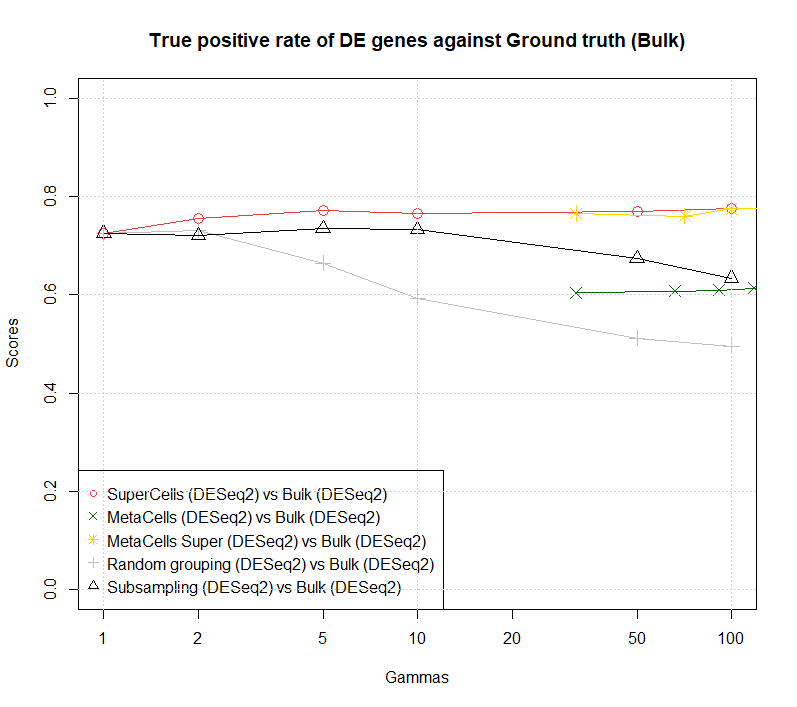 True positive rate of DE genes against Ground truth (Bulk)
1.0
0.8
0.6
0.4
0.2
0.0
Scores
SuperCells (DESeq2) vs Bulk (DESeq2)
MetaCells (DESeq2) vs Bulk (DESeq2)
MetaCells Super (DESeq2) vs Bulk (DESeq2)
Random grouping (DESeq2) vs Bulk (DESeq2)
Subsampling (DESeq2) vs Bulk (DESeq2)
1 2 5 10 20 50 100
Gammas